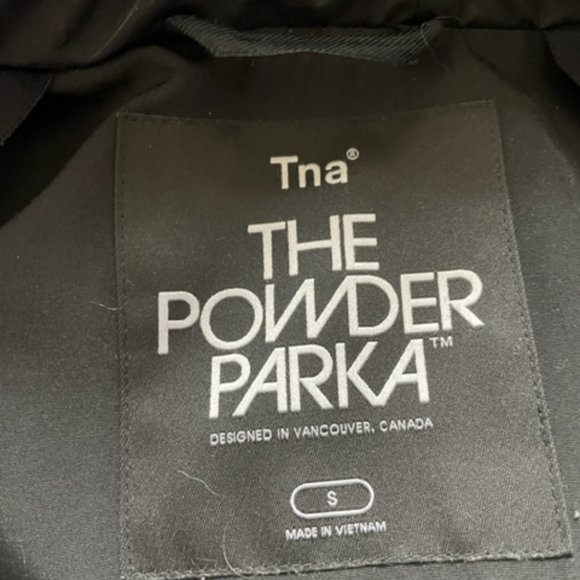 Tna®
THE
POWDER
PARKA™
DESIGNED IN VANCOUVER, CANADA
S
MADE IN VIETNAM